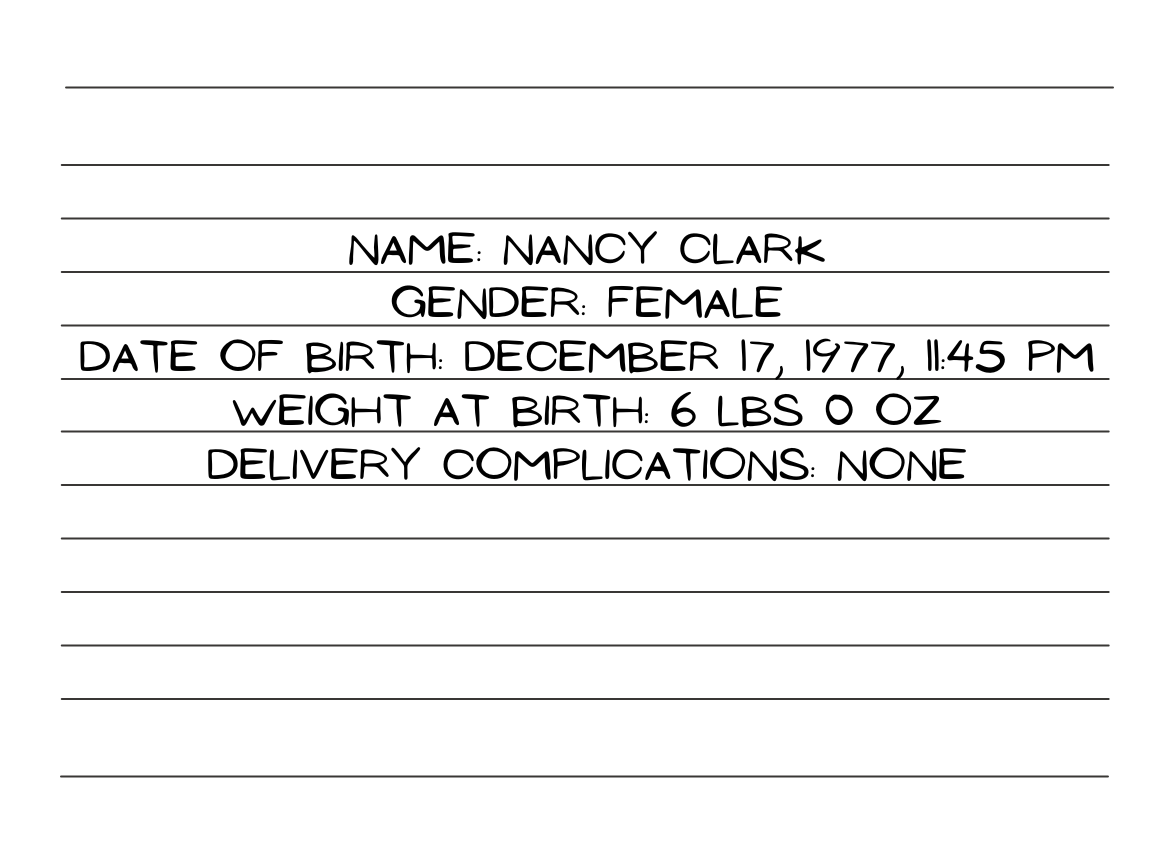 NAME: NANCY CLARK
GENDER: FEMALE
DATE OF BIRTH: DECEMBER 17, 1977, 11:45 PM
WEIGHT AT BIRTH: 6 LBS 0 OZ
DELIVERY COMPLICATIONS: NONE